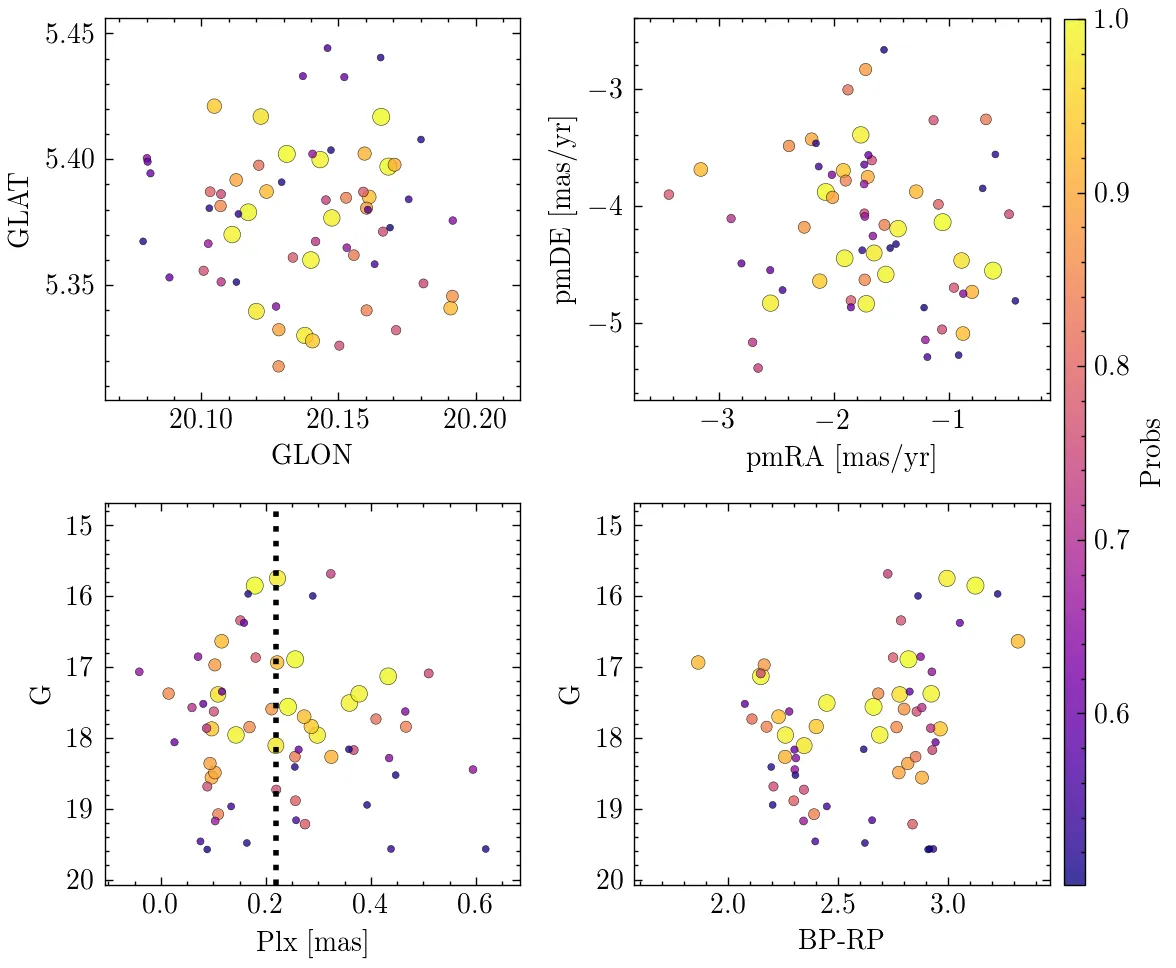 5.45
5.40
5.35
GLAT
20.10 20.15 20.20
GLON
−3
−4
−5
pmDE [mas/yr]
−3 −2 −1
pmRA [mas/yr]
1.0
0.9
0.8
0.7
0.6
Probs
15
16
17
18
19
20
G
0.0 0.2 0.4 0.6
Plx [mas]
15
16
17
18
19
20
G
2.0 2.5 3.0
BP-RP